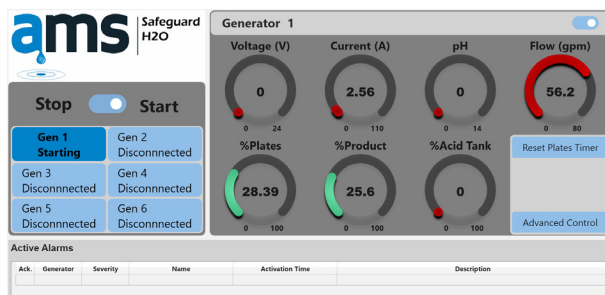 ams
Safeguard
H2O
Stop
Start
Gen 1
Starting
Gen 2
Disconnnected
Gen 3
Disconnnected
Gen 4
Disconnnected
Gen 5
Disconnnected
Gen 6
Disconnnected
Generator 1
Voltage (V)
Current (A)
pH
Flow (gpm)
0
2.56
0
56.2
0 24
0 110
0 14
0 80
%Plates
%Product
%Acid Tank
Reset Plates Timer
28.39
25.6
0
0 100
0 100
0 100
Advanced Control
Active Alarms
Ack. Generator Severity Name Activation Time Description